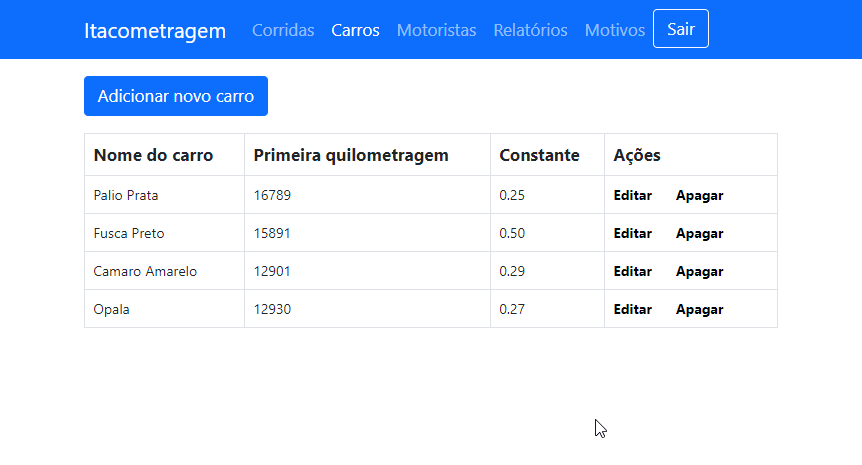 Itacometragem Corridas Carros Motoristas Relatórios Motivos Sair
Adicionar novo carro
Nome do carro Primeira quilometragem Constante Ações
Palio Prata 16789 0.25 Editar Apagar
Fusca Preto 15891 0.50 Editar Apagar
Camaro Amarelo 12901 0.29 Editar Apagar
Opala 12930 0.27 Editar Apagar